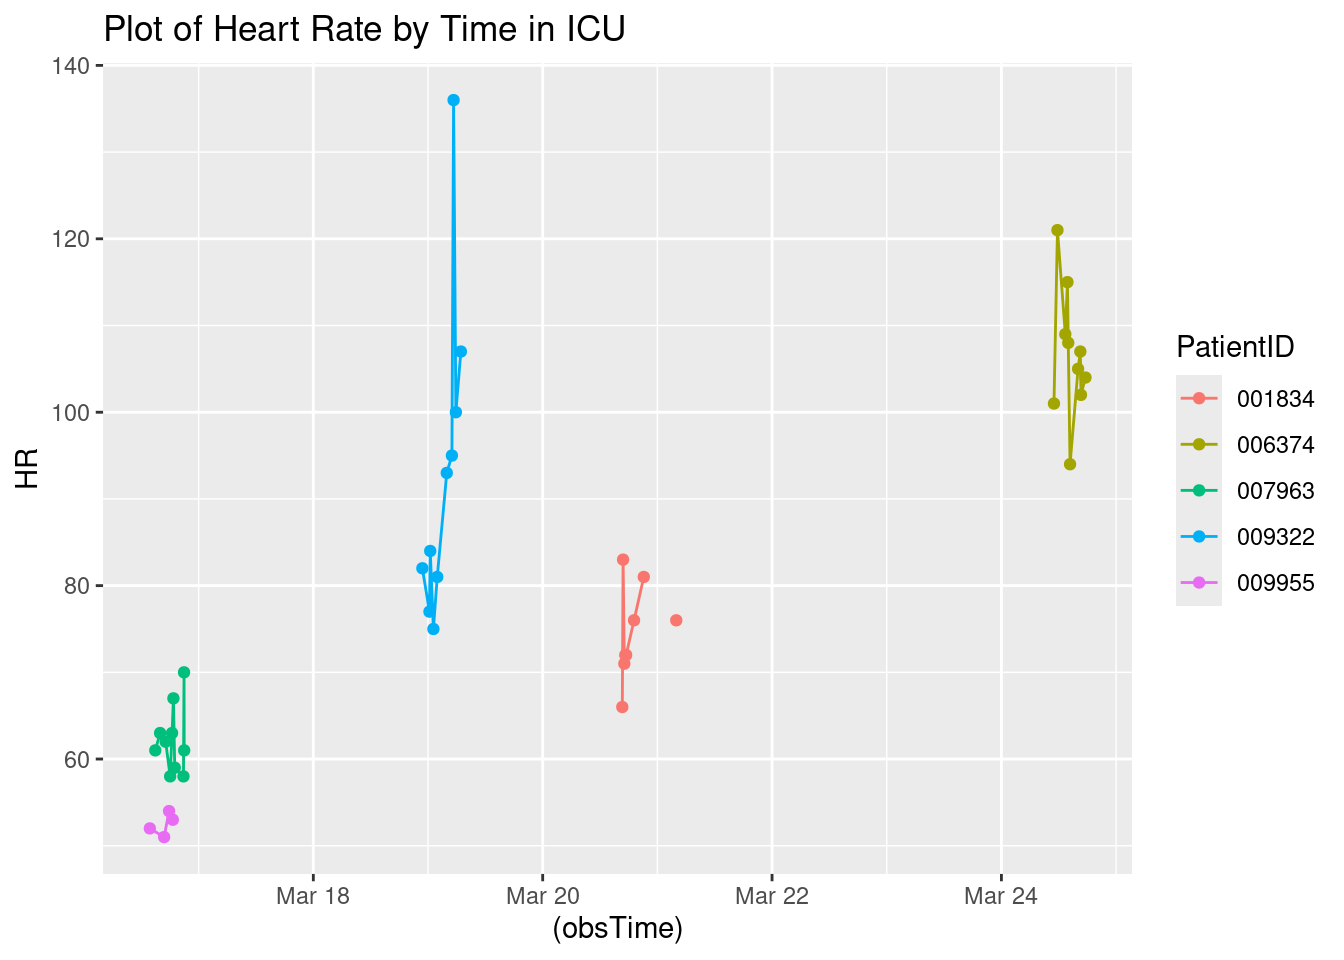 Plot of Heart Rate by Time in ICU
140
120
100
80
60
HR
Mar 18
Mar 20
Mar 22
Mar 24
(obsTime)
PatientID
001834
006374
007963
009322
009955